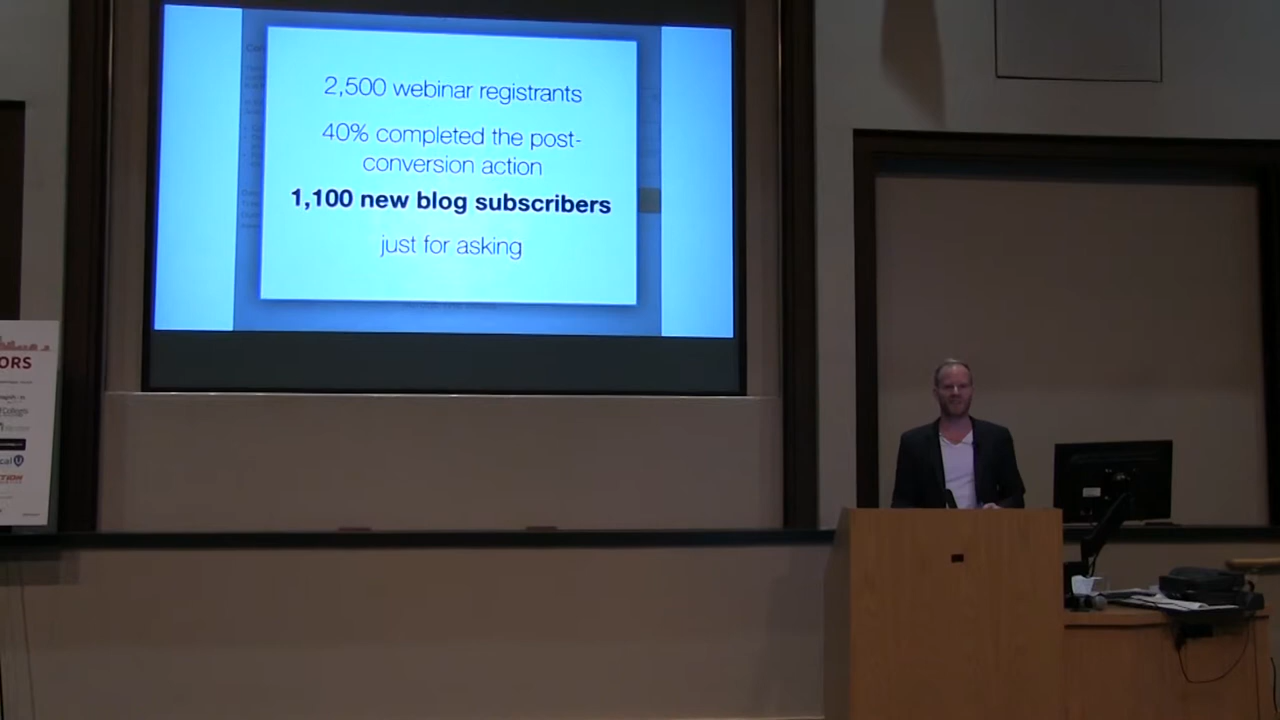 2,500 webinar registrants
40% completed the post-
conversion action
1,100 new blog subscribers
just for asking
ORS